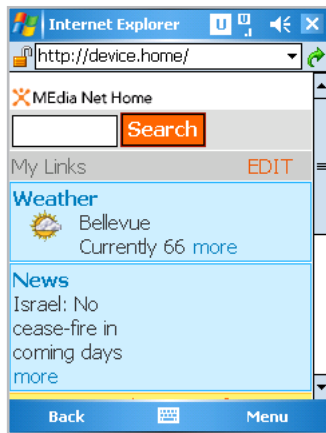 Internet Explorer
http://device.home/
MEdia Net Home
Search
My Links EDIT
Weather
Bellevue
Currently 66 more
News
Israel: No
cease-fire in
coming days
more
Back Menu